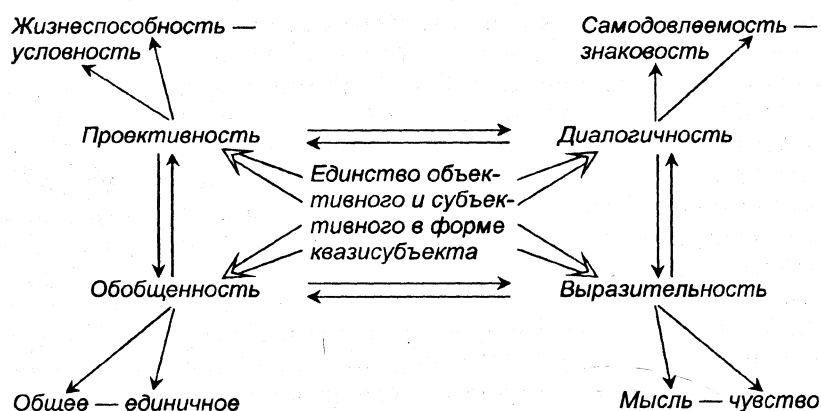 Жизнеспособность —
условность
Самодовлеемость —
знаковость
Проективность
Диалогичность
Единство объек-
тивного и субъек-
тивного в форме
квазисубъекта
Обобщенность
Выразительность
Общее — единичное
Мысль — чувство